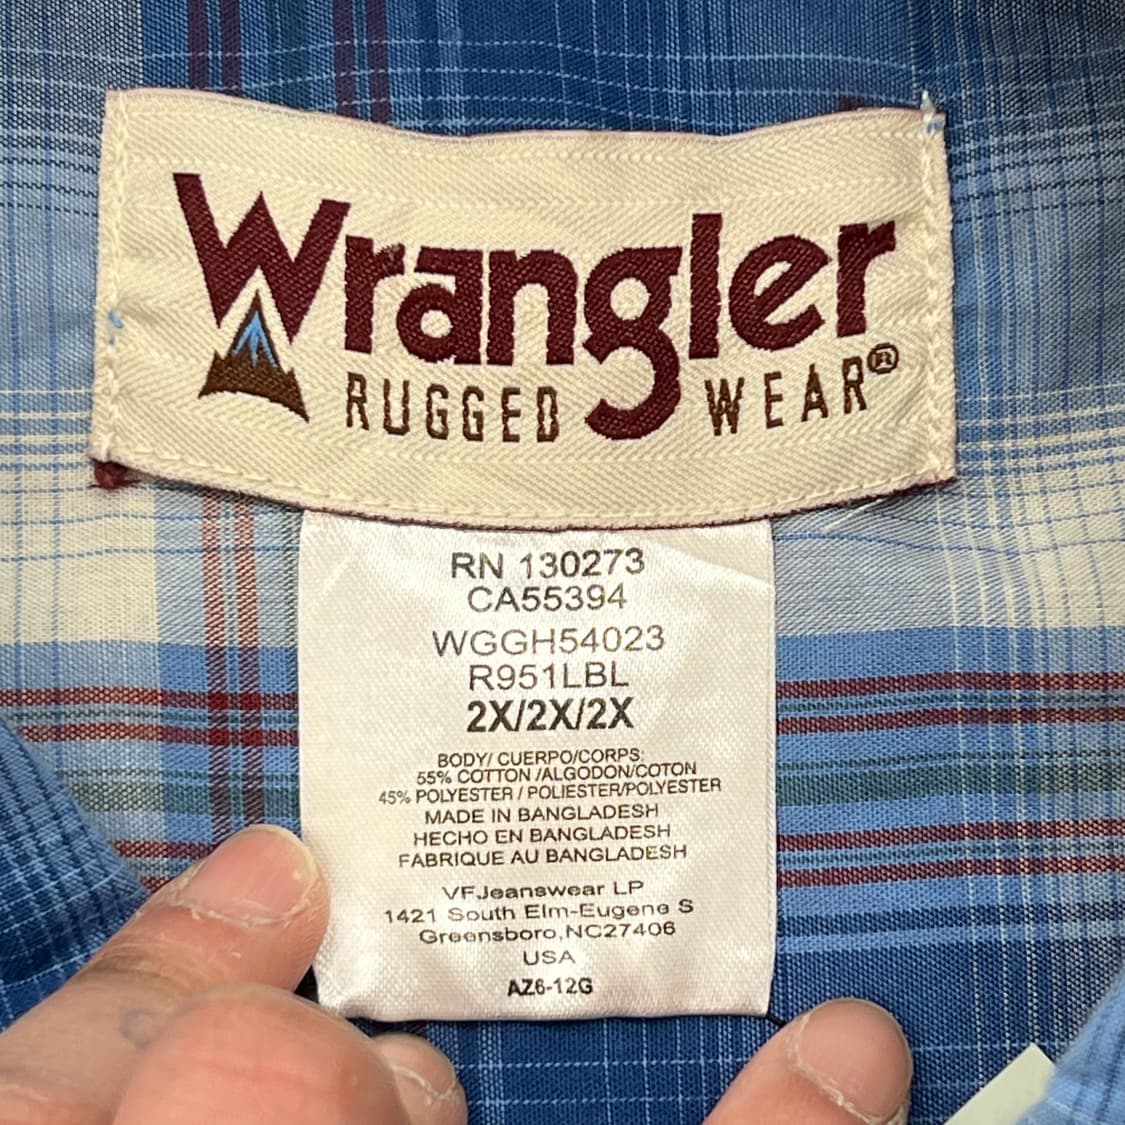 Wrangler
RUGGED WEAR®
RN 130273
CA55394
WGGH54023
R951LBL
2X/2X/2X
BODY/ CUERPO/CORPS:
55% COTTON /ALGODON/COTON
45% POLYESTER / POLIESTER/POLYESTER
MADE IN BANGLADESH
HECHO EN BANGLADESH
FABRIQUE AU BANGLADESH
VFJeanswear LP
1421 South Elm-Eugene S
Greensboro,NC27406
USA
AZ6-12G